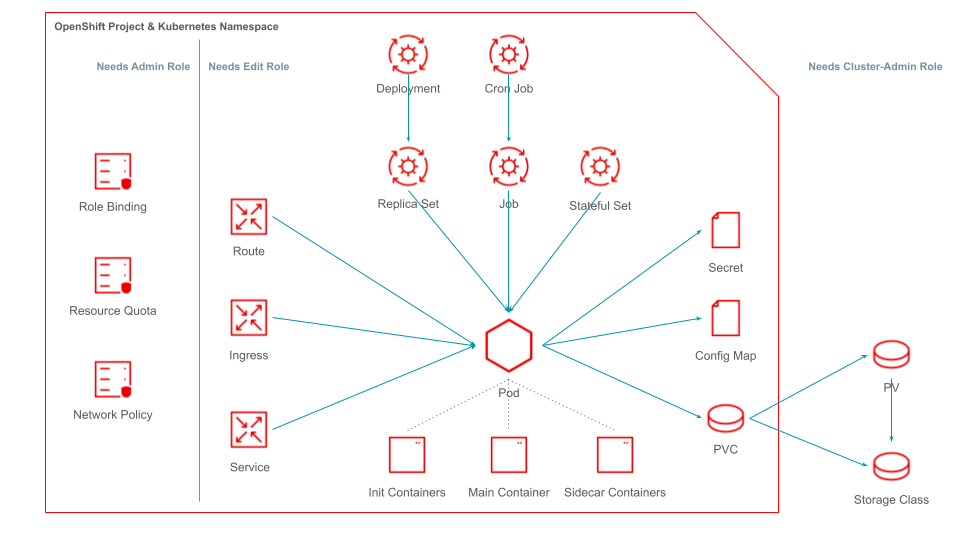 OpenShift Project & Kubernetes Namespace
Needs Admin Role
Needs Edit Role
Needs Cluster-Admin Role
Deployment
Cron Job
Replica Set
Job
Stateful Set
Role Binding
Route
Secret
Resource Quota
Ingress
Config Map
Pod
PV
Network Policy
Service
PVC
Init Containers
Main Container
Sidecar Containers
Storage Class